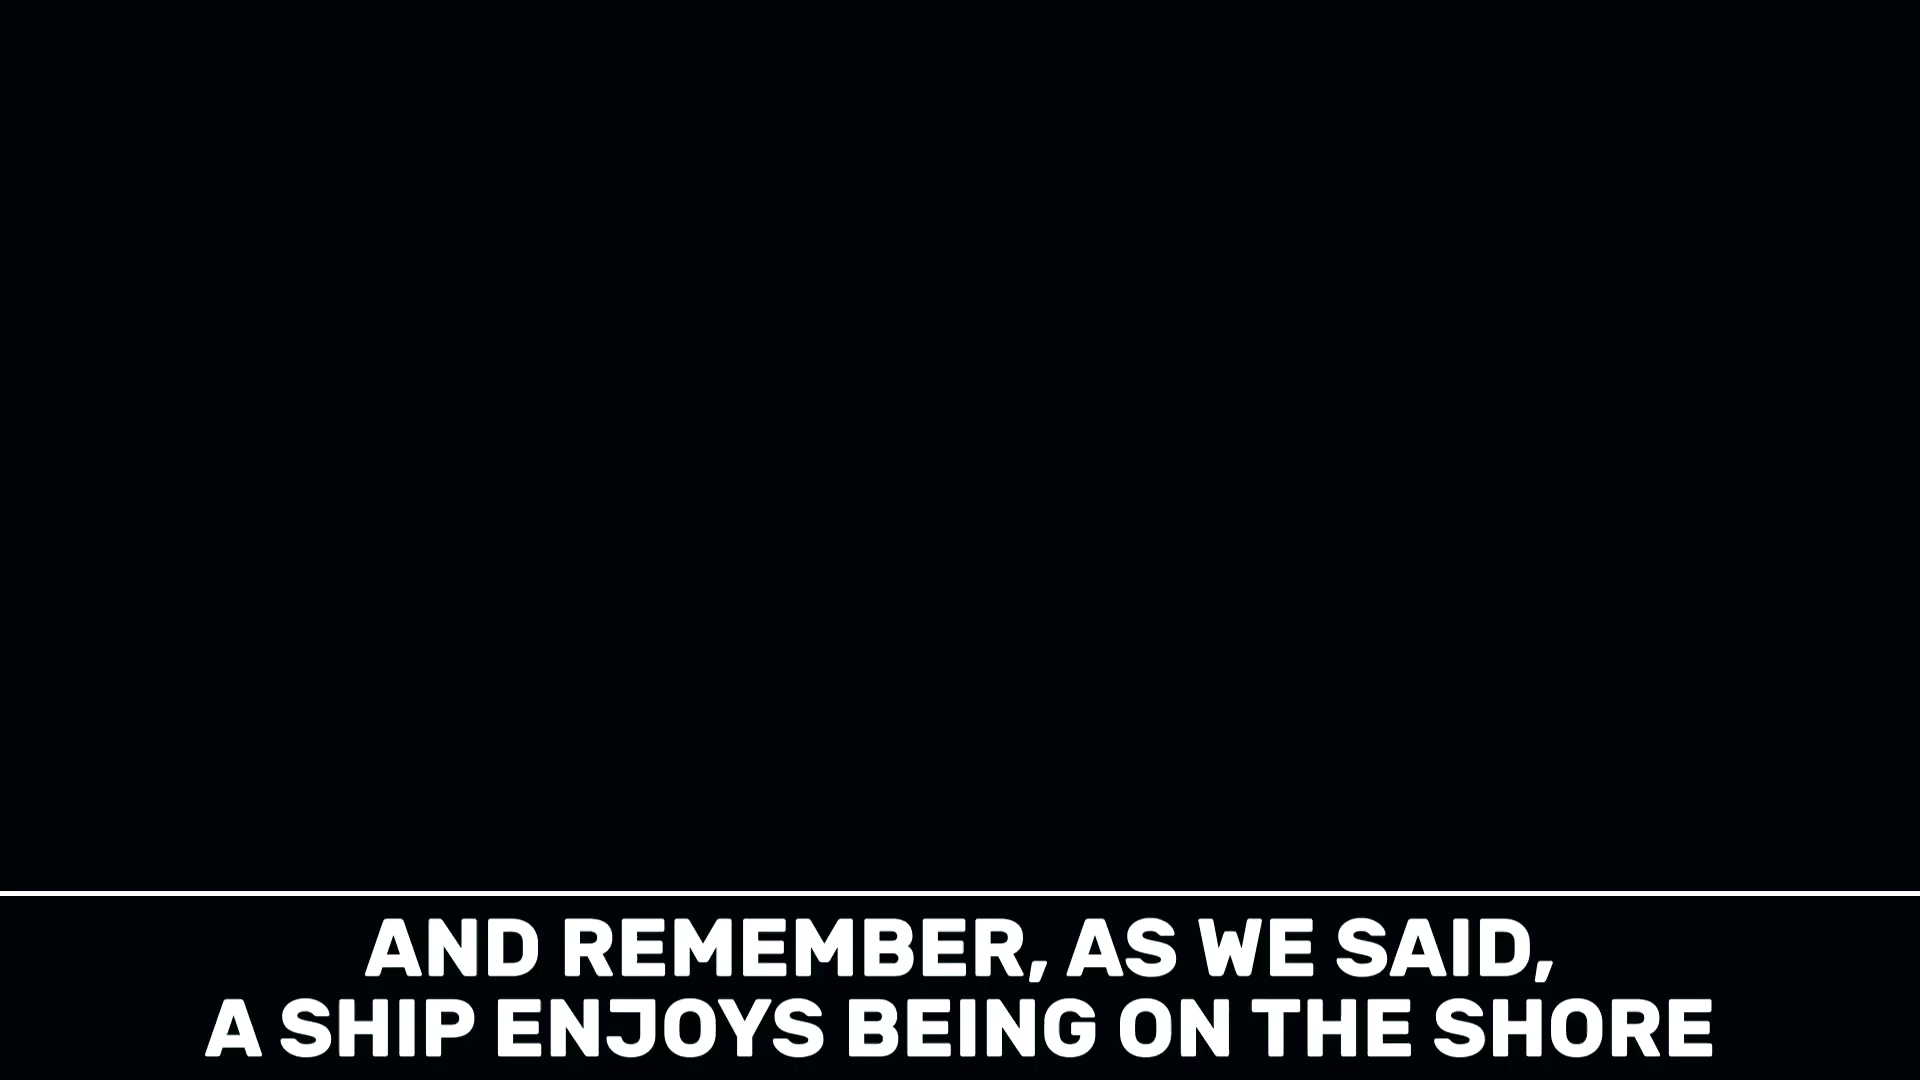 AND REMEMBER, AS WE SAID,
A SHIP ENJOYS BEING ON THE SHORE